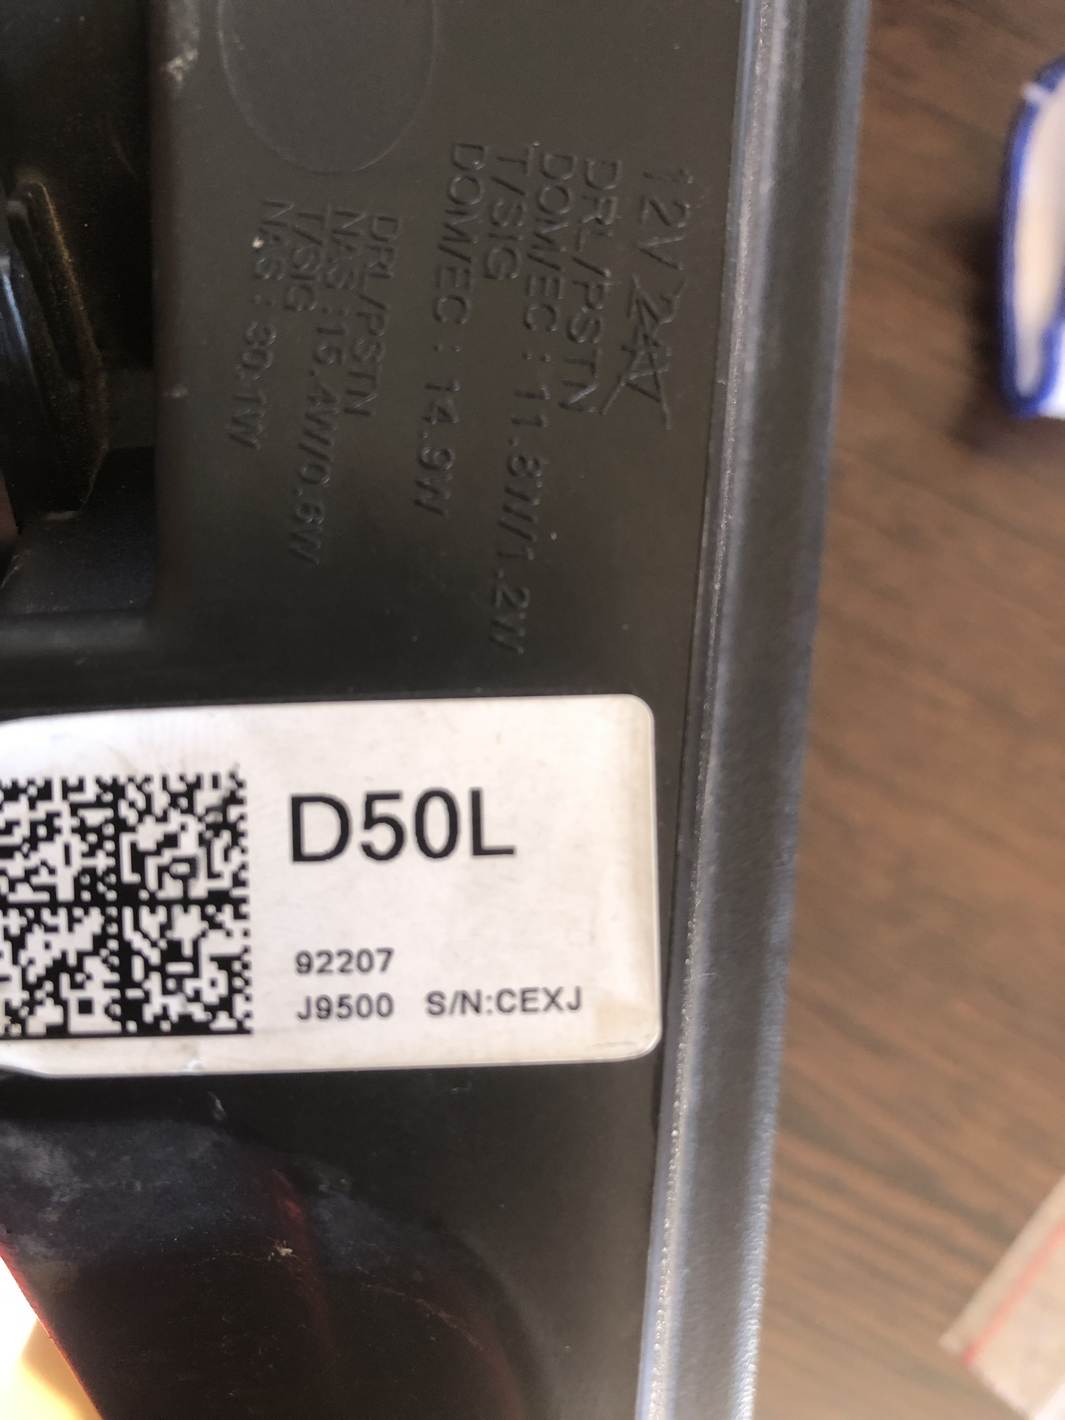 12V 24V
DRL/PSTN
DOM/EC : 11.8W/1.2W
T/SIG
DOM/EC : 14.9W
DRL/PSTN
NAS : 15.4W/0.8W
T/SIG
NAS : 30.1W
D50L
92207
J9500 S/N:CEXJ